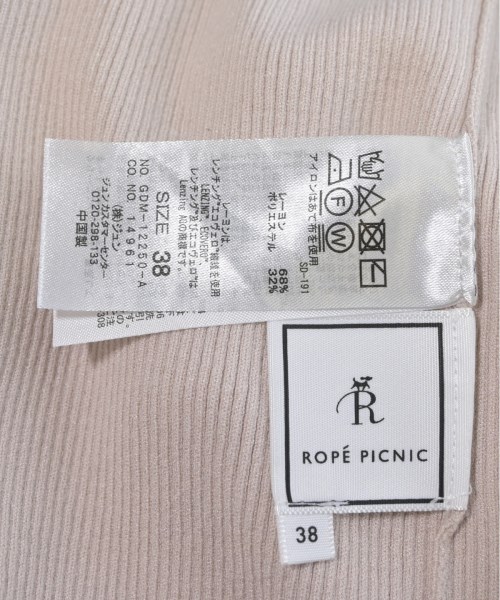 アイロンはあて布を使用
SO-191
レーヨン 68%
ポリエステル 32%
レーヨンは
レンチング™エコヴェロ™繊維を使用
LENZING™, ECOVERO™
レンチング及びエコヴェロ™は
Lenzing AGの商標です。
SIZE 38
NO. GDM-12250-A
CO. NO. 14961
(株)ジュン
ジュンカスタマーセンター
0120-298-133
中国製
R
ROPÉ PICNIC
38